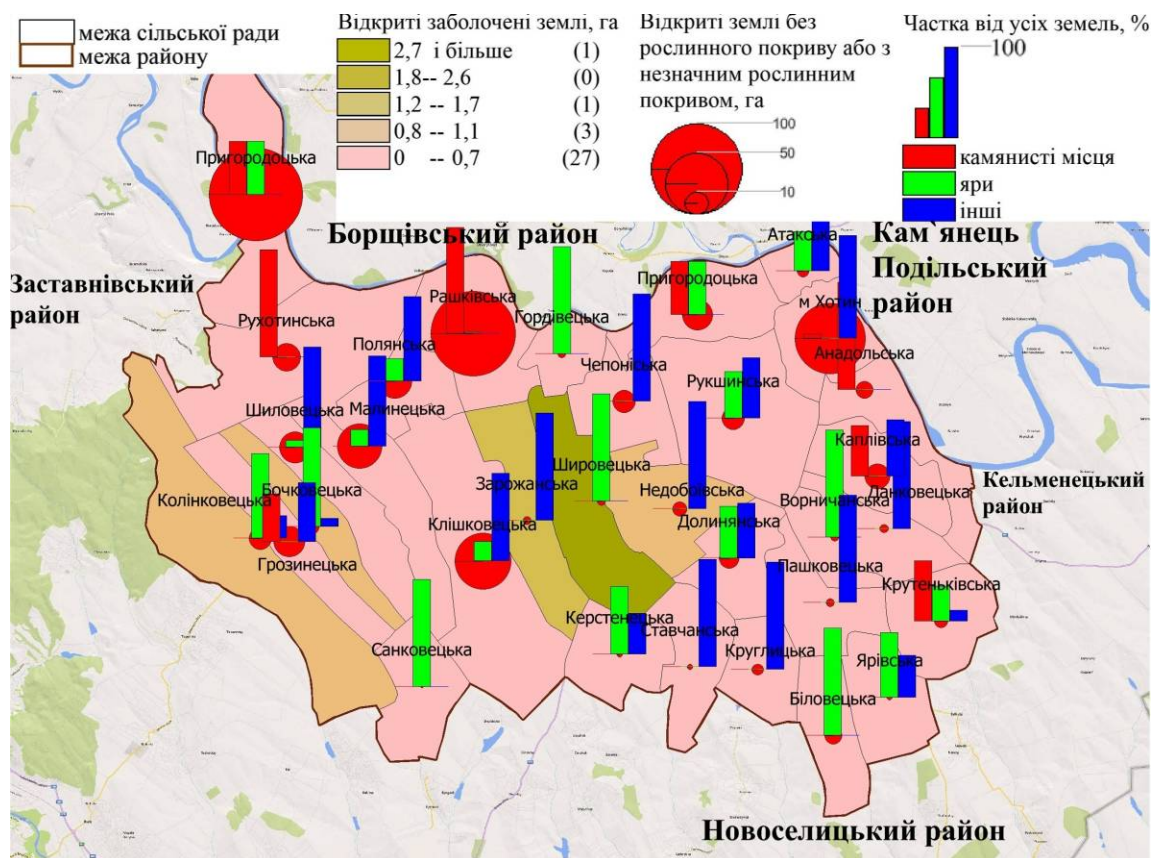 межа сільської ради
межа району
Відкриті заболочені землі, га
2,7 і більше (1)
1,8-- 2,6 (0)
1,2 -- 1,7 (1)
0,8 -- 1,1 (3)
0 -- 0,7 (27)
Відкриті землі без
рослинного покриву або з
незначним рослинним
покривом, га
100
50
10
Частка від усіх земель, %
100
камянисті місця
яри
інші
Пригородоцька
Борщівський район
Кам`янець
Подільський
район
Заставнівський
район
Атакська
Пригородоцька
Рашківська
Гордівецька
м Хотин
Рухотинська
Полянська
Чепоніська
Анадольська
Рукшинська
Шиловецька
Малинецька
Каплівська
Шировецька
Зарожанська
Недобоївська
Данковецька
Ворничанська
Кельменецький
район
Колінковецька
Бочковецька
Клішковецька
Долинянська
Грозинецька
Пашковецька
Крутеньківська
Керстенецька
Ставчанська
Санковецька
Круглицька
Ярівська
Біловецька
Новоселицький район